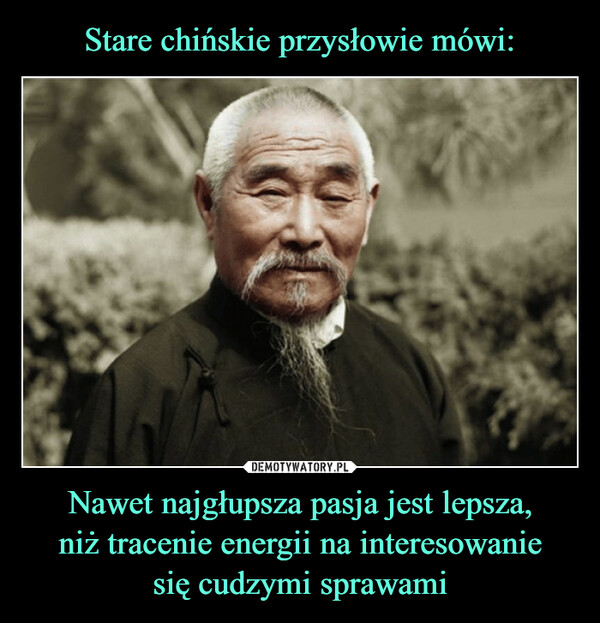 Stare chińskie przysłowie mówi:
DEMOTYWATORY.PL
Nawet najgłupsza pasja jest lepsza,
niż tracenie energii na interesowanie
się cudzymi sprawami